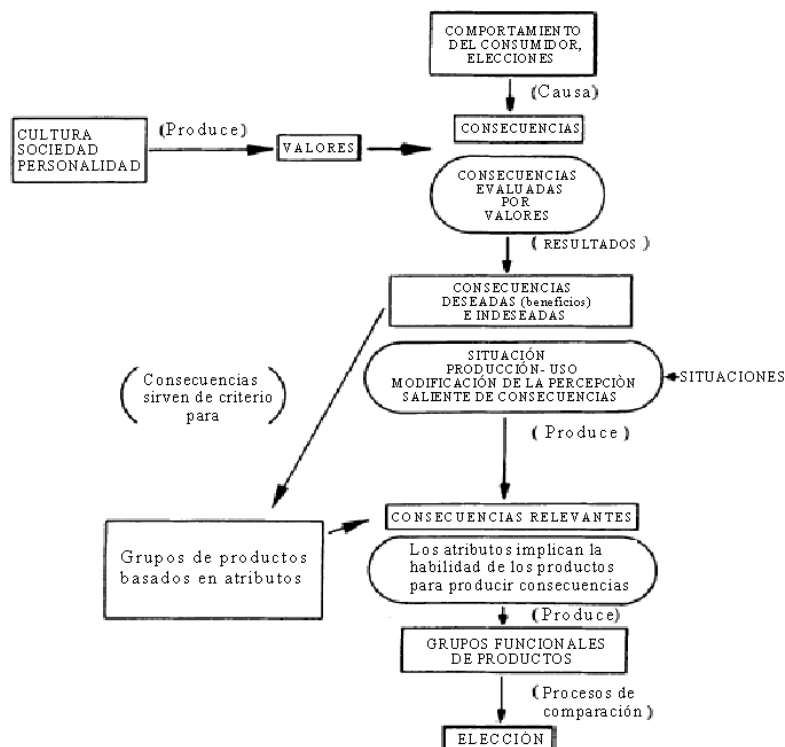 COMPORTAMIENTO
DEL CONSUMIDOR,
ELECCIONES
(Causa)
CULTURA
SOCIEDAD
PERSONALIDAD
(Produce)
VALORES
CONSECUENCIAS
CONSECUENCIAS
EVALUADAS
POR
VALORES
(RESULTADOS)
CONSECUENCIAS
DESEADAS (beneficios)
E INDESEADAS
SITUACIÓN
PRODUCCIÓN- USO
MODIFICACIÓN DE LA PERCEPCIÒN
SALIENTE DE CONSECUENCIAS
SITUACIONES
(Consecuencias
sirven de criterio
para)
(Produce)
CONSECUENCIAS RELEVANTES
Grupos de productos
basados en atributos
Los atributos implican la
habilidad de los productos
para producir consecuencias
(Produce)
GRUPOS FUNCIONALES
DE PRODUCTOS
(Procesos de
comparación)
ELECCIÒN